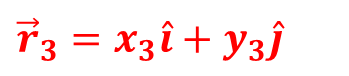 r⃗₃ = x₃î + y₃ĵ